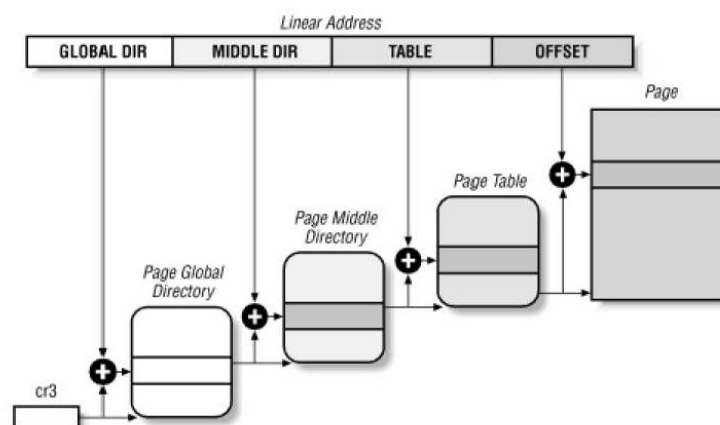 Linear Address
GLOBAL DIR MIDDLE DIR TABLE OFFSET
Page
Page Table
Page Middle
Directory
Page Global
Directory
cr3